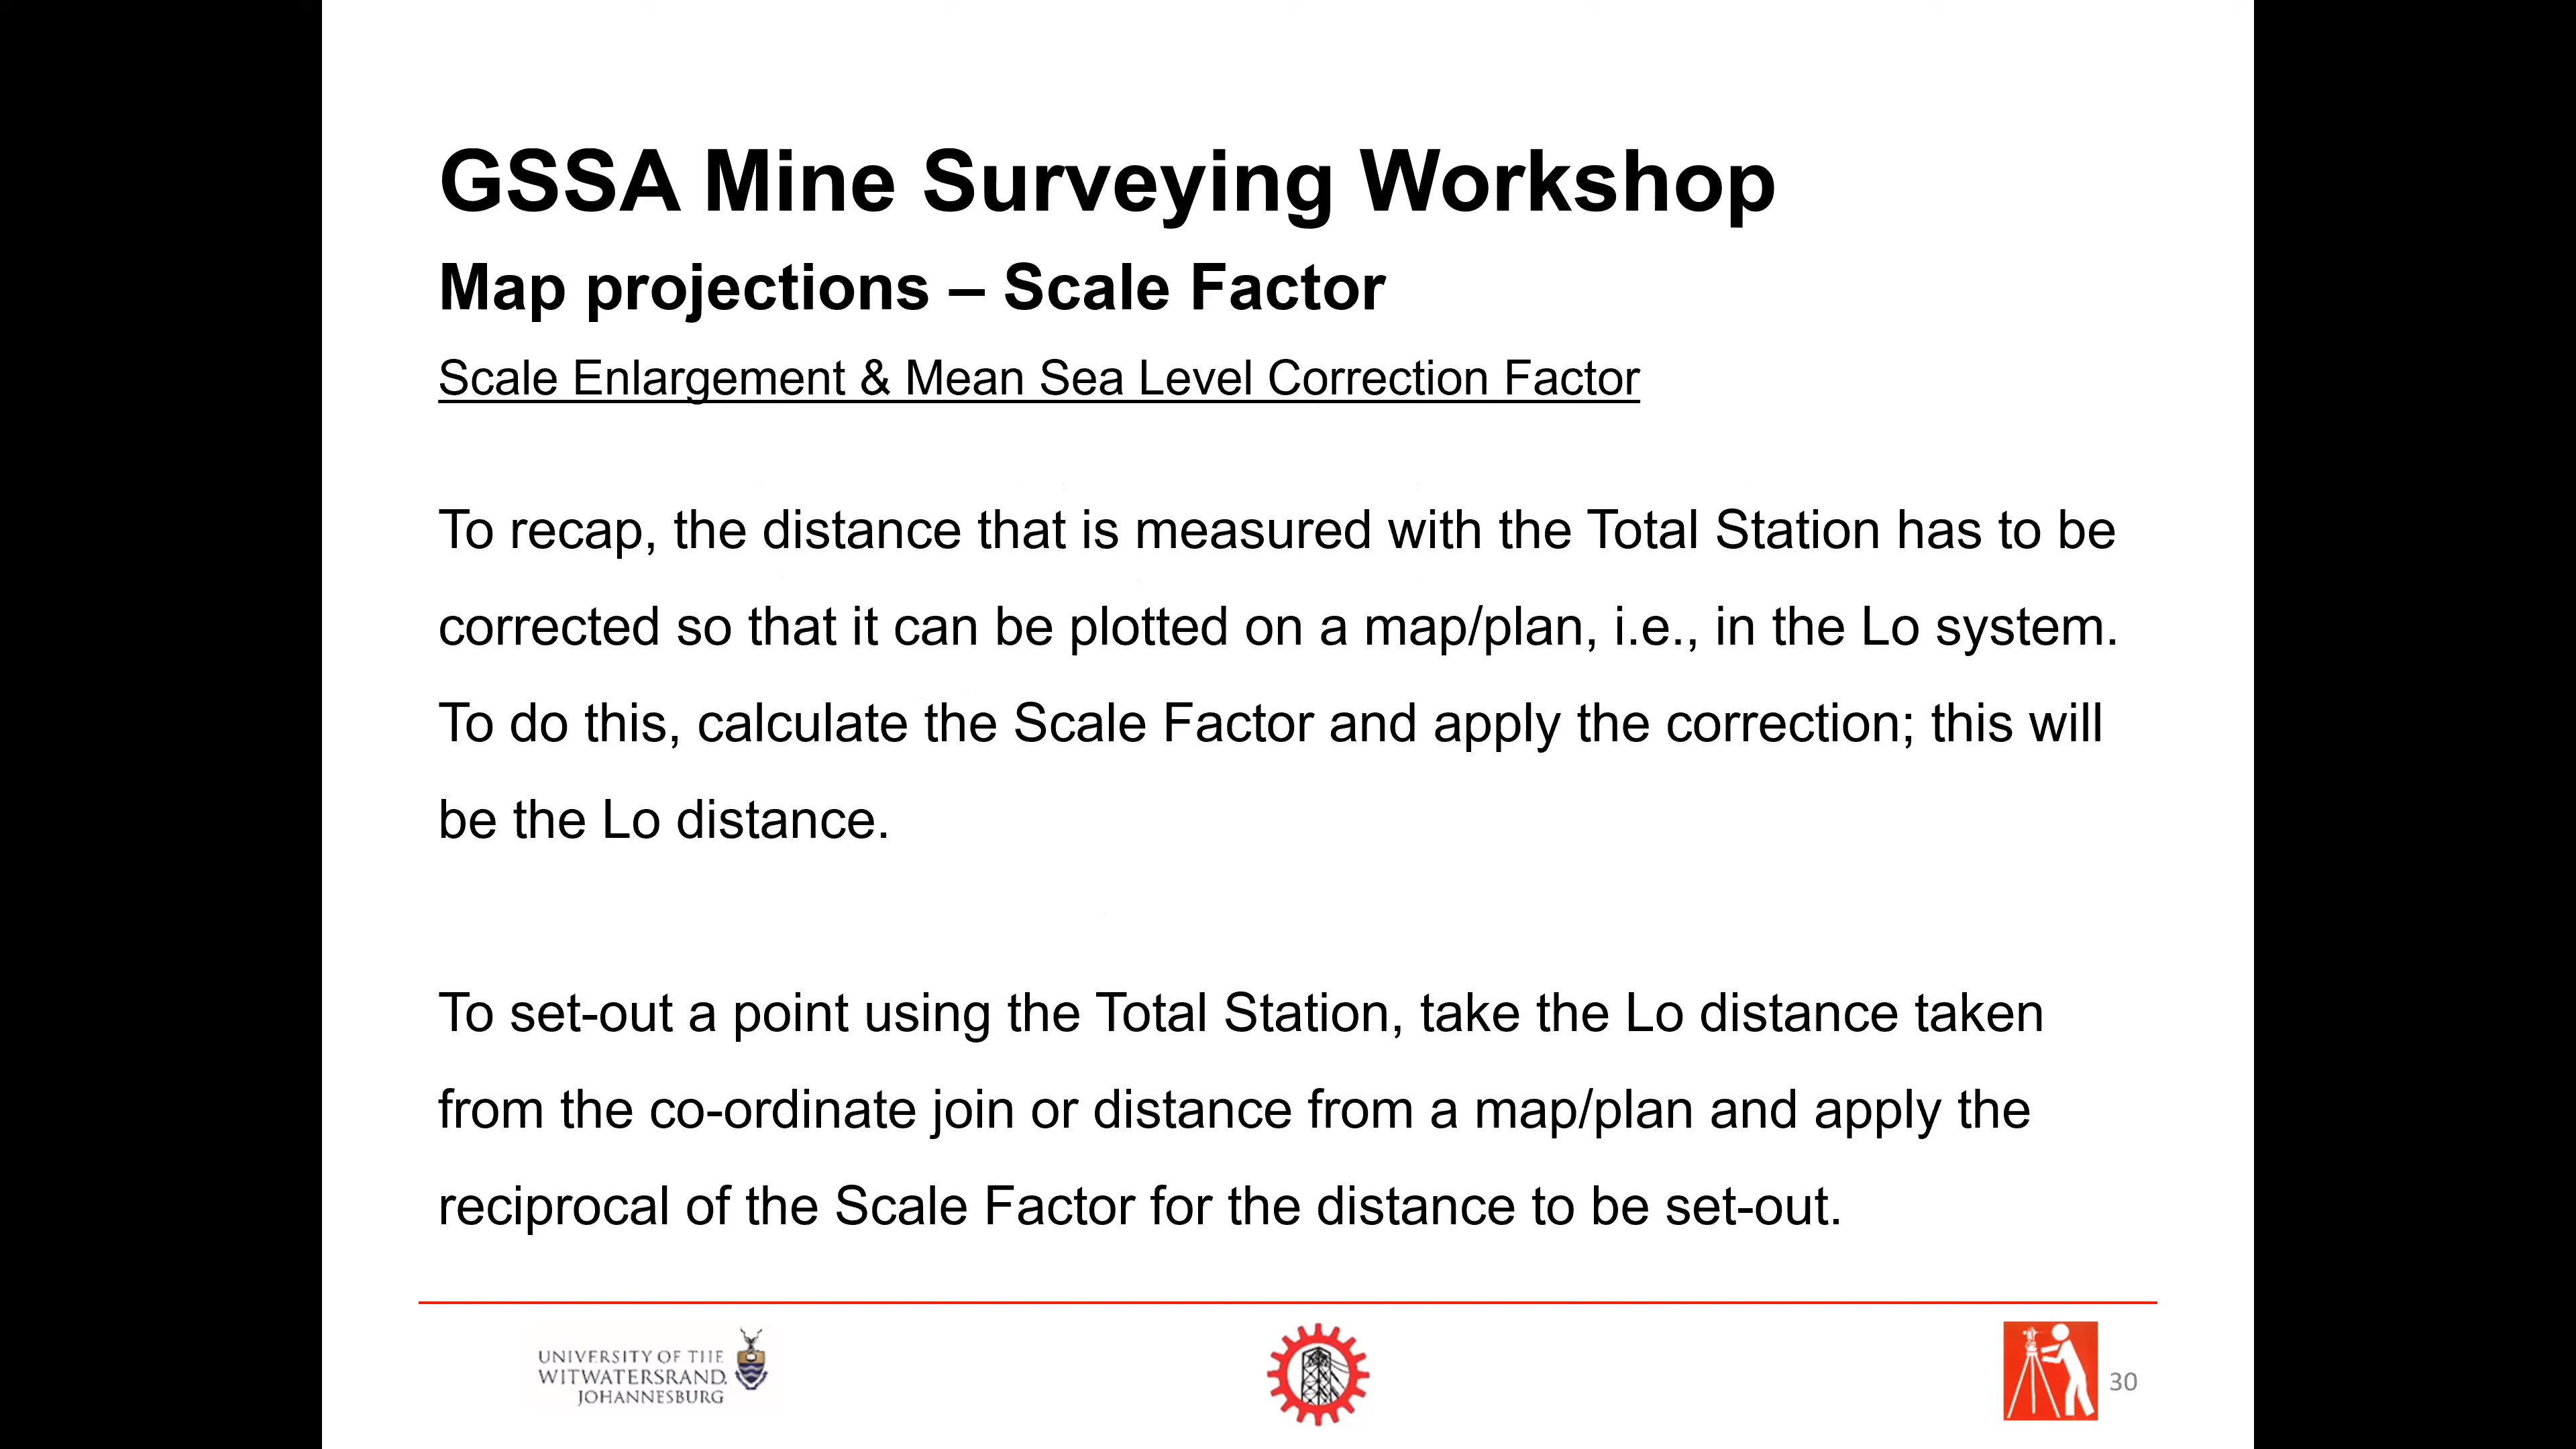 GSSA Mine Surveying Workshop
Map projections – Scale Factor
Scale Enlargement & Mean Sea Level Correction Factor
To recap, the distance that is measured with the Total Station has to be
corrected so that it can be plotted on a map/plan, i.e., in the Lo system.
To do this, calculate the Scale Factor and apply the correction; this will
be the Lo distance.
To set-out a point using the Total Station, take the Lo distance taken
from the co-ordinate join or distance from a map/plan and apply the
reciprocal of the Scale Factor for the distance to be set-out.
UNIVERSITY OF THE
WITWATERSRAND,
JOHANNESBURG
30